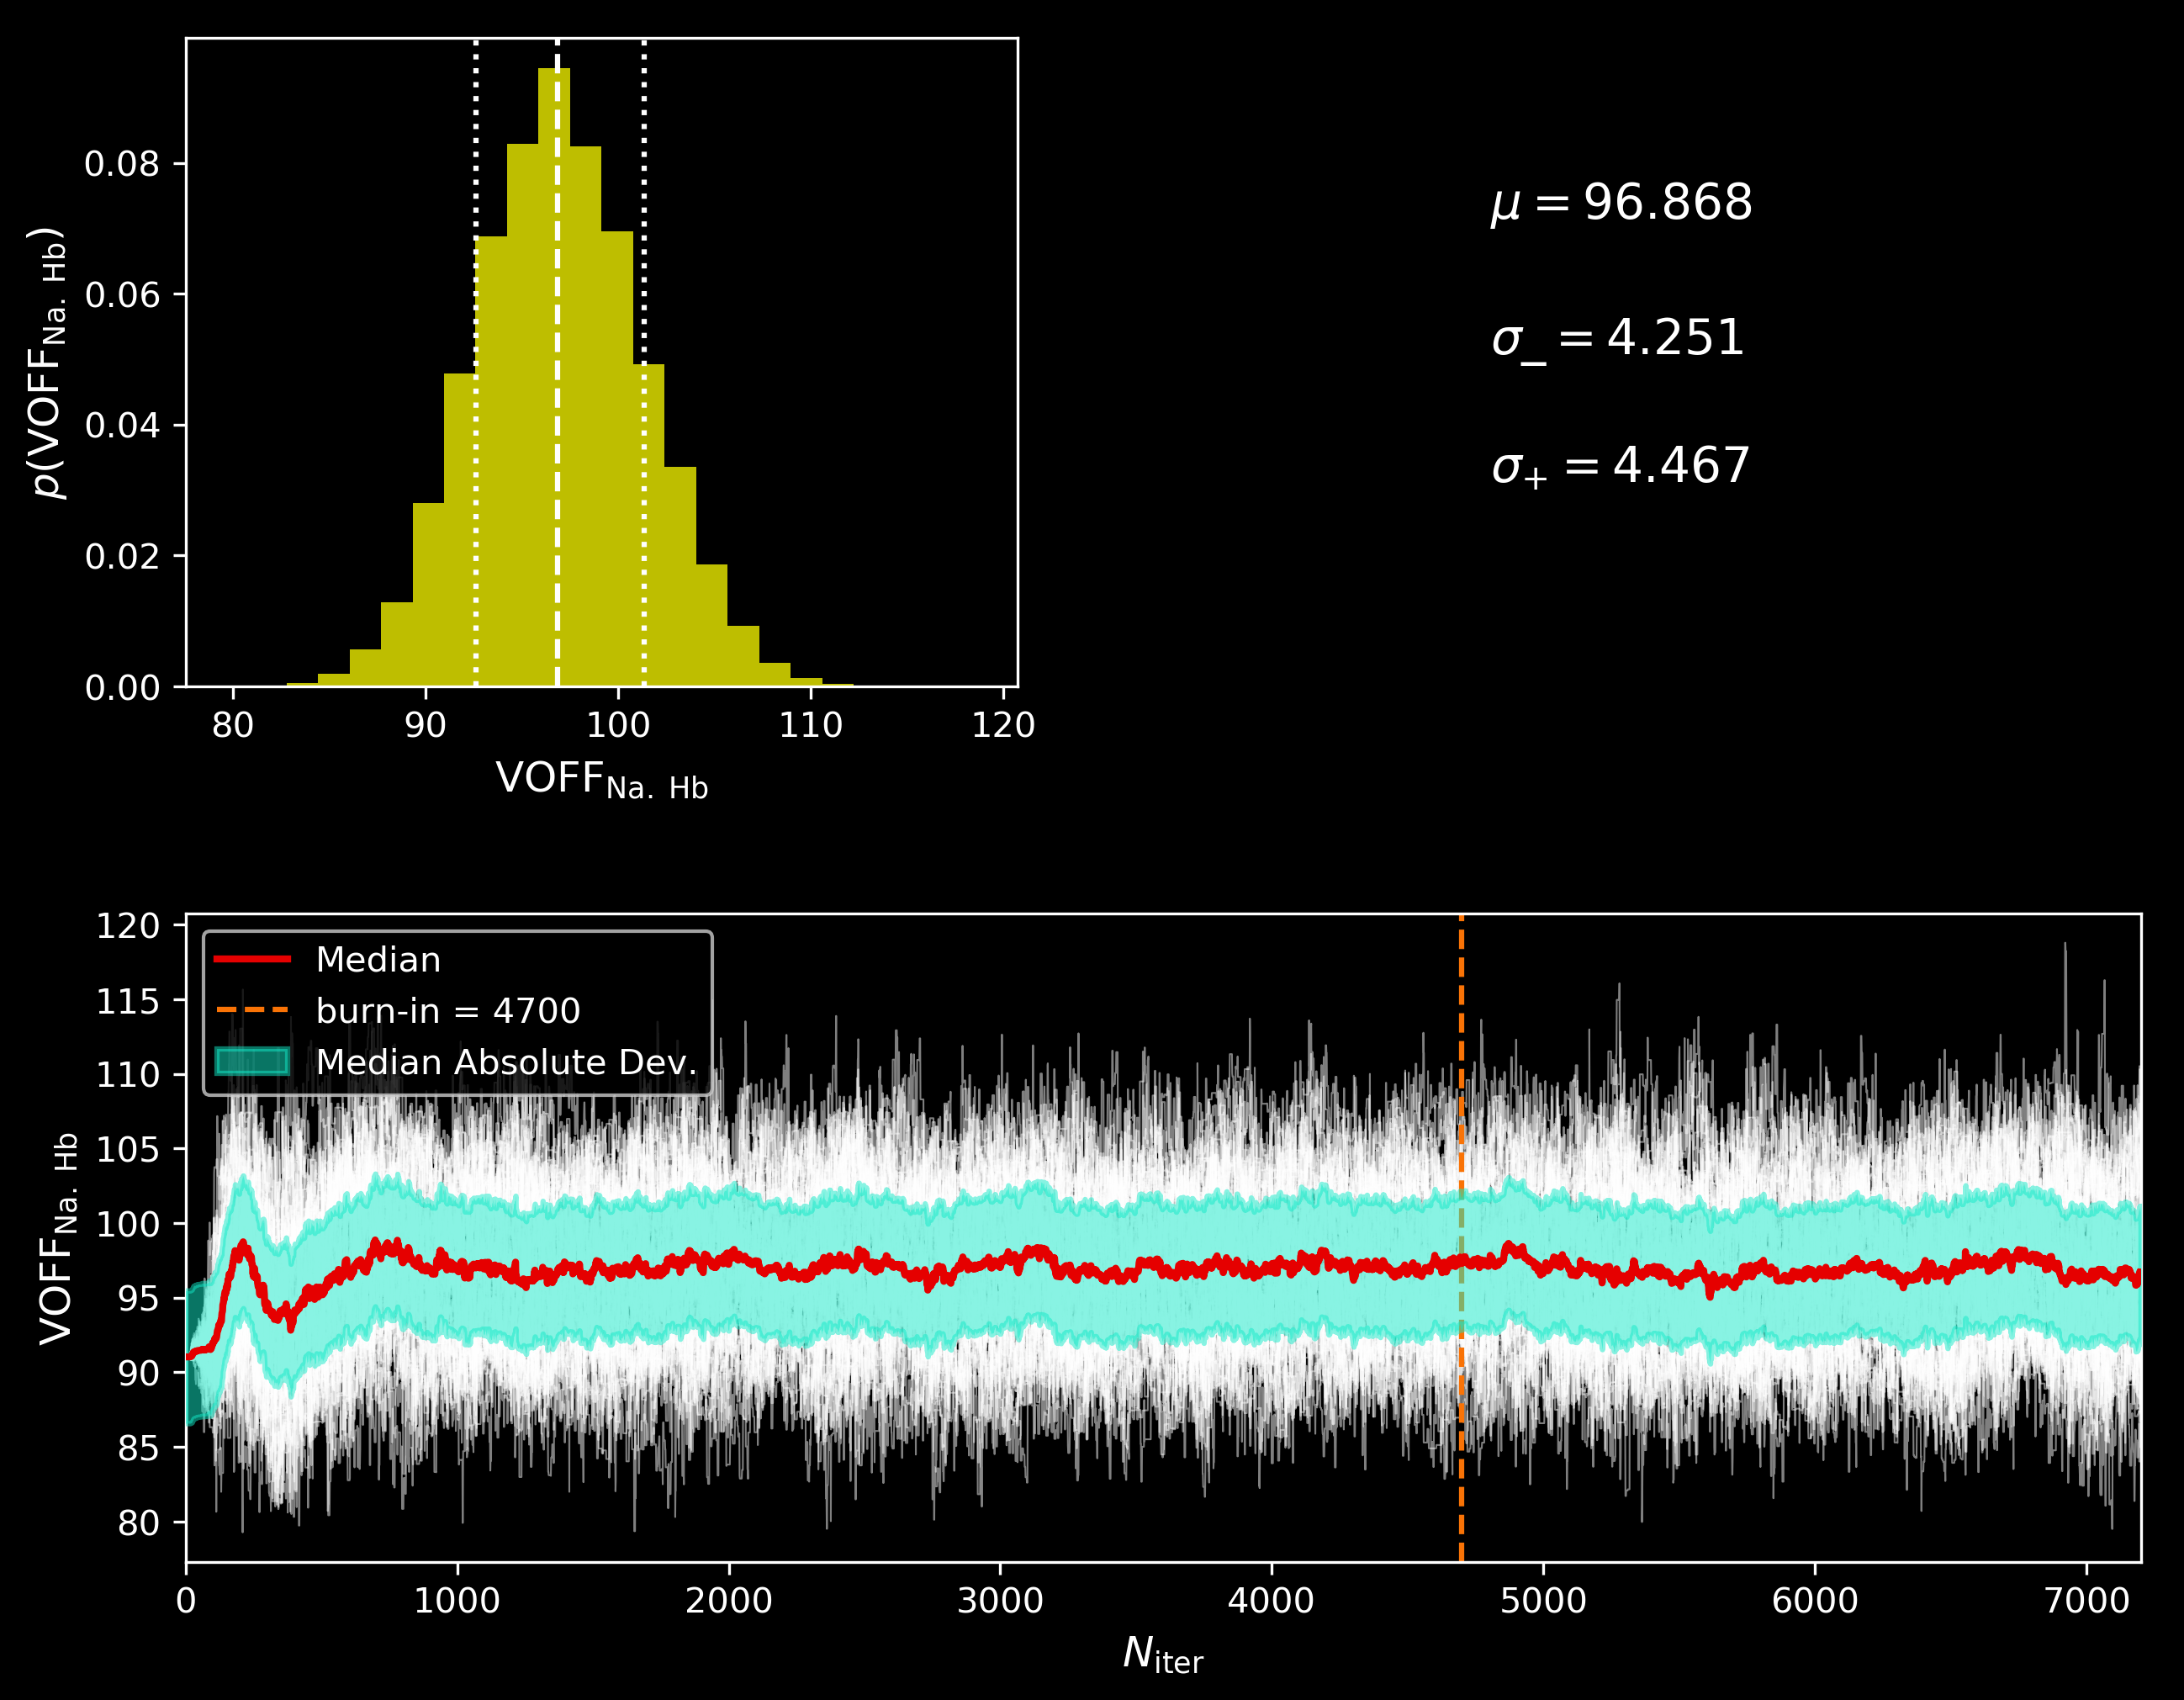 p(VOFF_Na. Hb)
0.08
0.06
0.04
0.02
0.00
80 90 100 110 120
VOFF_Na. Hb
μ = 96.868
σ_− = 4.251
σ_+ = 4.467
VOFF_Na. Hb
120
115
110
105
100
95
90
85
80
Median
burn-in = 4700
Median Absolute Dev.
0 1000 2000 3000 4000 5000 6000 7000
N_iter